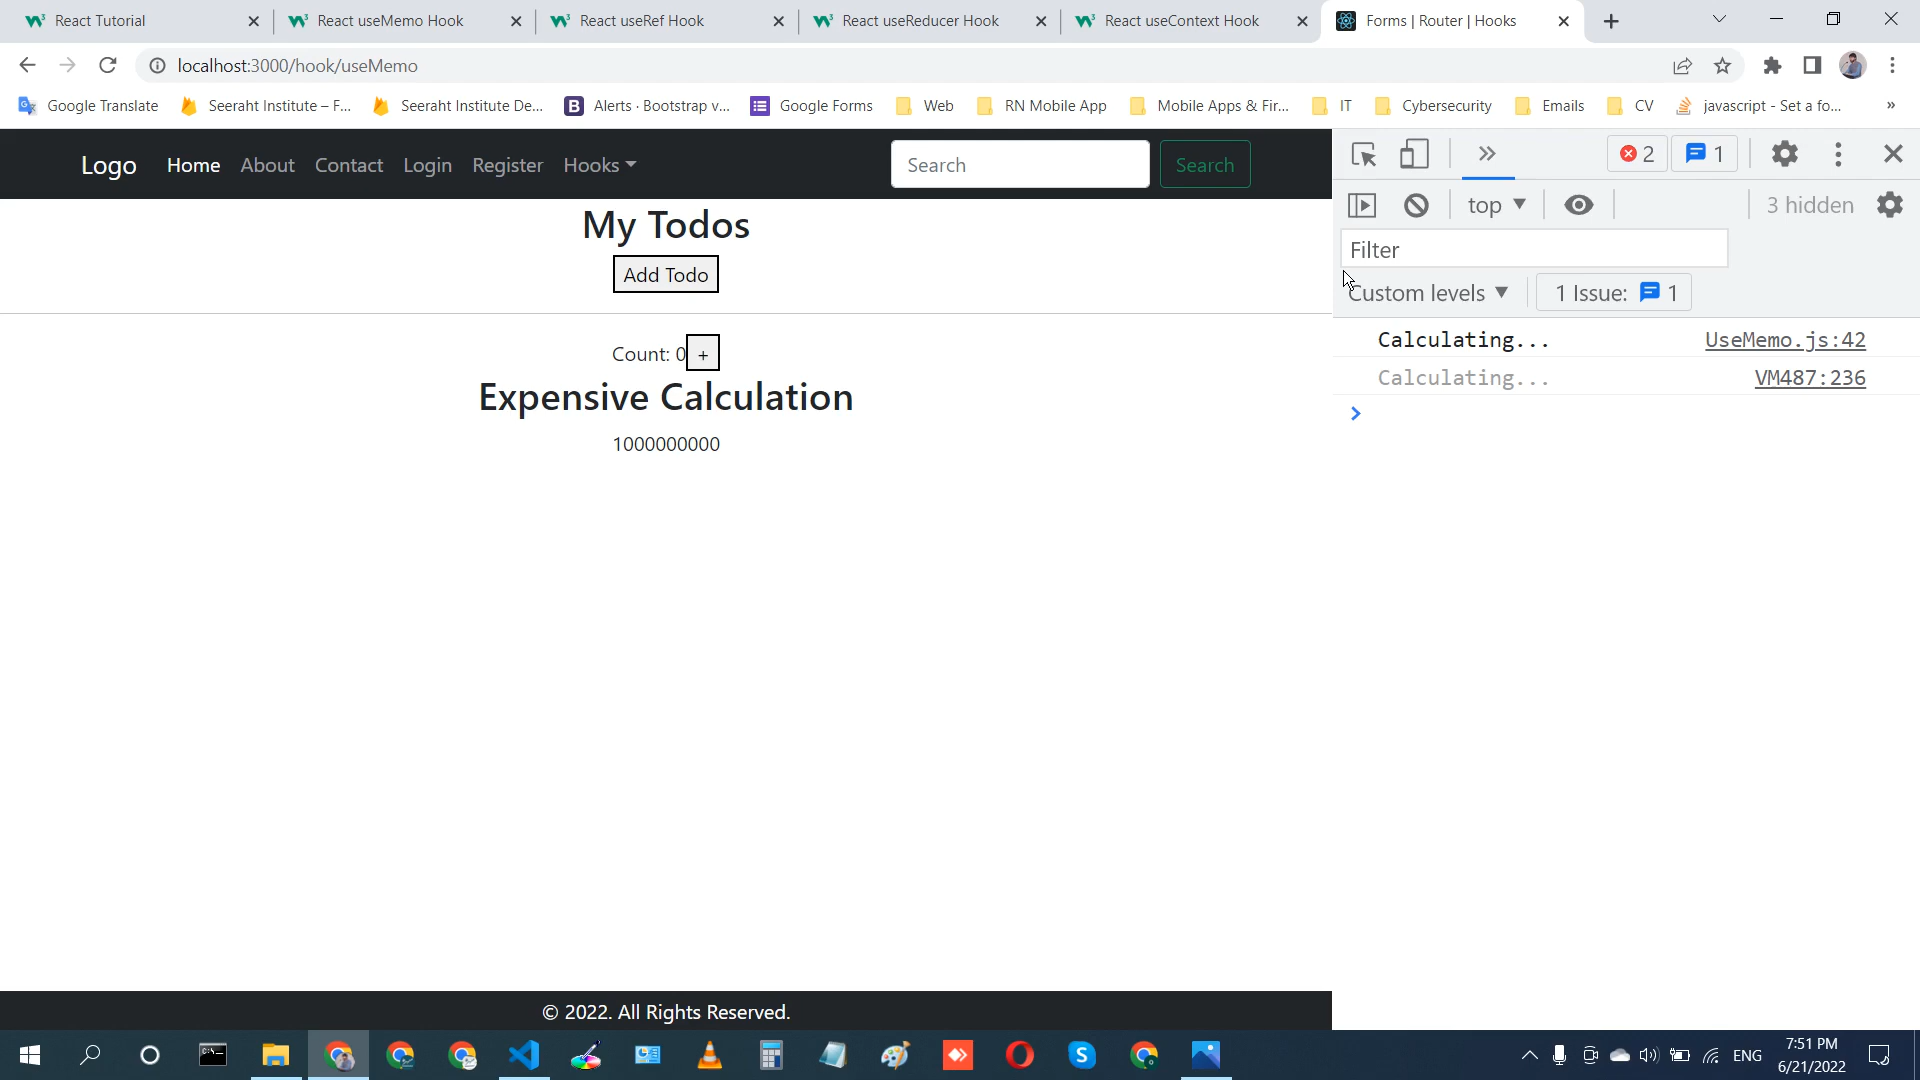 React Tutorial
React useMemo Hook
React useRef Hook
React useReducer Hook
React useContext Hook
Forms | Router | Hooks
localhost:3000/hook/useMemo
Google Translate
Seeraht Institute – F...
Seeraht Institute De...
Alerts · Bootstrap v...
Google Forms
Web
RN Mobile App
Mobile Apps & Fir...
IT
Cybersecurity
Emails
CV
javascript - Set a fo...
»
Logo
Home About Contact Login Register Hooks
Search
Search
My Todos
Add Todo
Count: 0 +
Expensive Calculation
1000000000
© 2022. All Rights Reserved.
2
1
top
3 hidden
Filter
Custom levels
1 Issue: 1
Calculating... UseMemo.js:42
Calculating... VM487:236
ENG
7:51 PM
6/21/2022